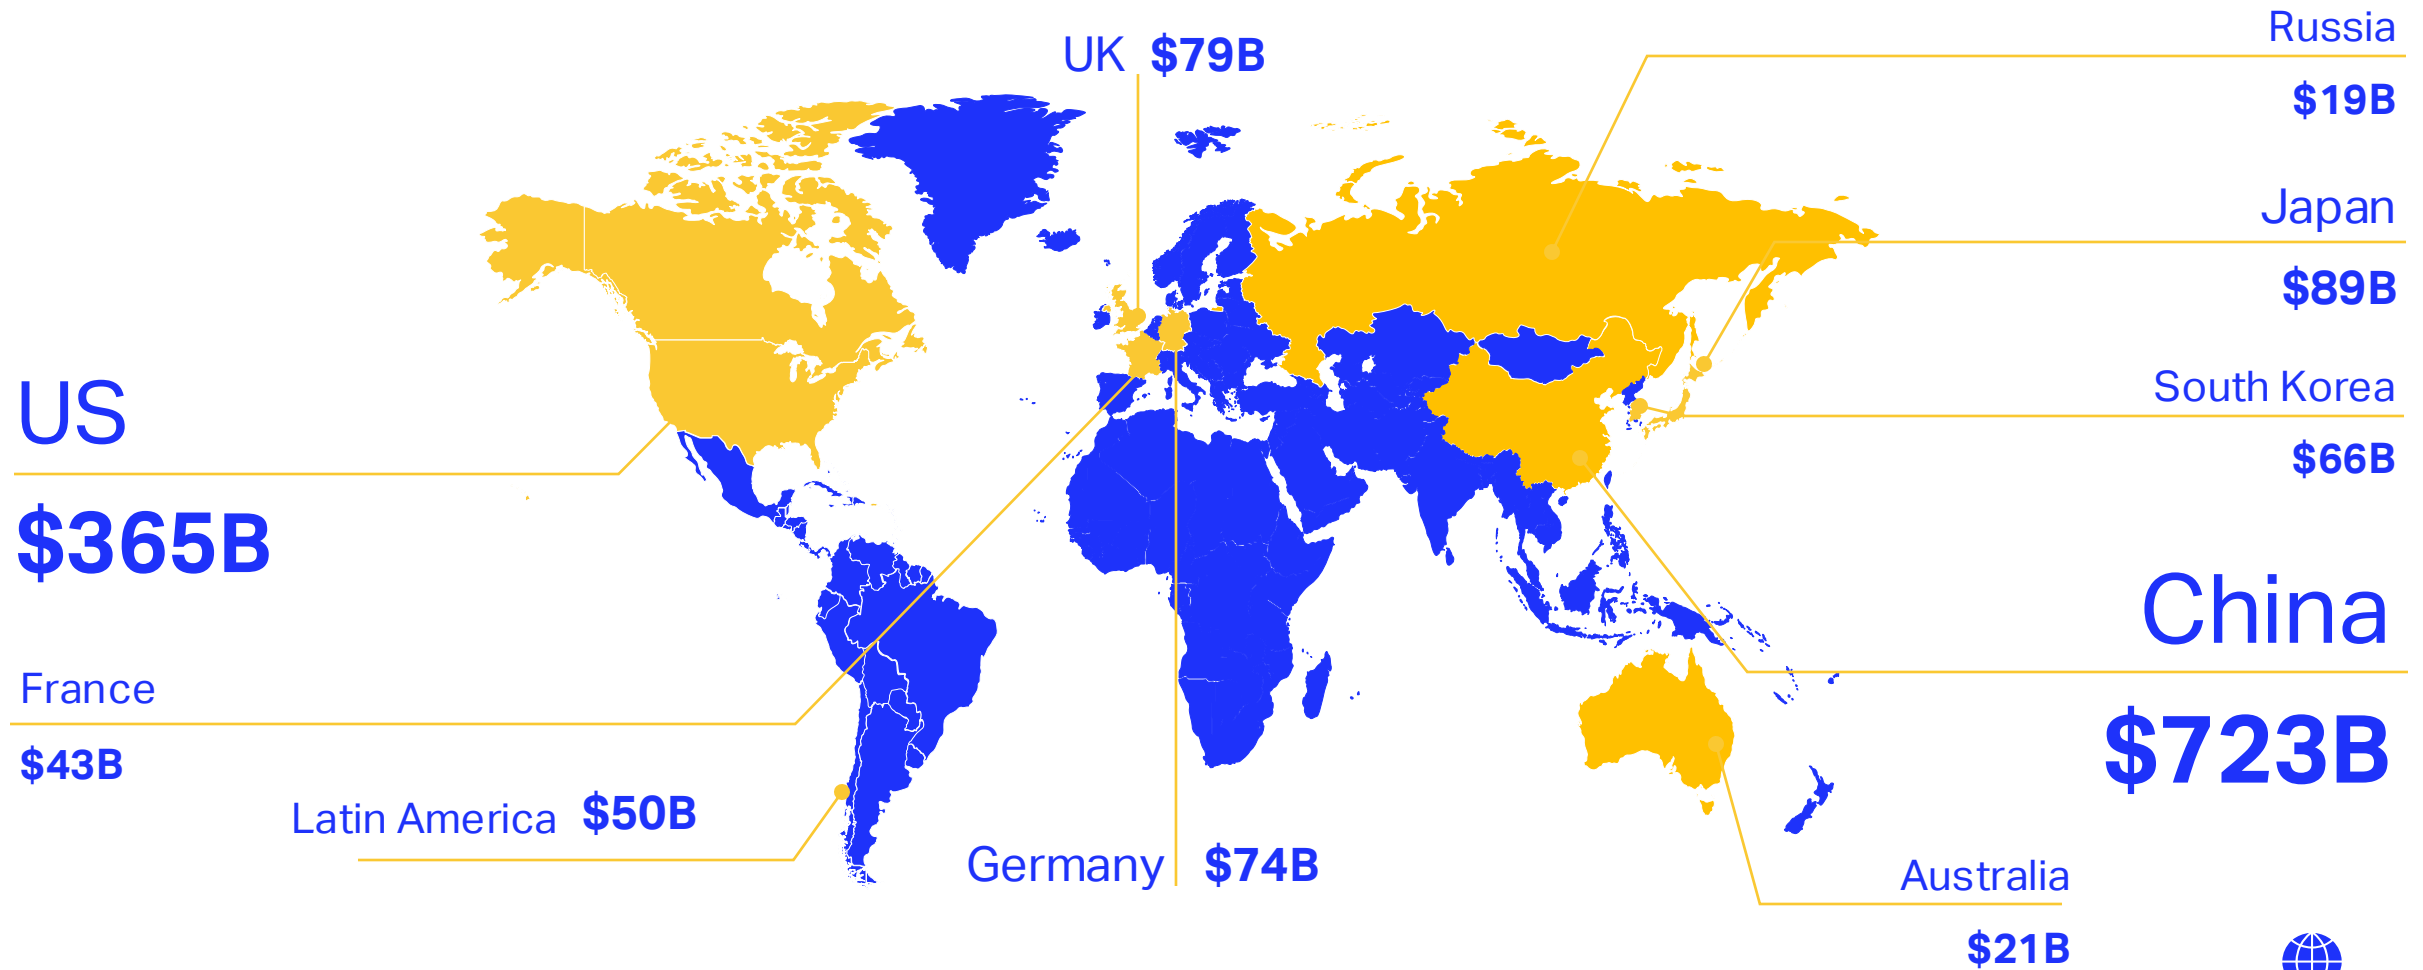 UK $79B
Russia
$19B
Japan
$89B
South Korea
$66B
US
$365B
China
$723B
France
$43B
Latin America $50B
Germany $74B
Australia
$21B